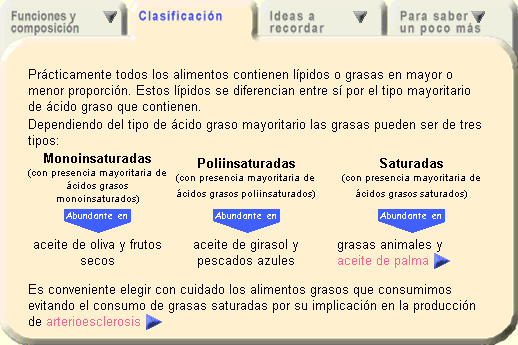 Funciones y composición
Clasificación
Ideas a recordar
Para saber un poco más
Prácticamente todos los alimentos contienen lípidos o grasas en mayor o
menor proporción. Estos lípidos se diferencian entre sí por el tipo mayoritario
de ácido graso que contienen.
Dependiendo del tipo de ácido graso mayoritario las grasas pueden ser de tres
tipos:
Monoinsaturadas
(con presencia mayoritaria de
ácidos grasos
monoinsaturados)
Abundante en
aceite de oliva y frutos
secos
Poliinsaturadas
(con presencia mayoritaria de
ácidos grasos poliinsaturados)
Abundante en
aceite de girasol y
pescados azules
Saturadas
(con presencia mayoritaria de
ácidos grasos saturados)
Abundante en
grasas animales y
aceite de palma
Es conveniente elegir con cuidado los alimentos grasos que consumimos
evitando el consumo de grasas saturadas por su implicación en la producción
de arterioesclerosis